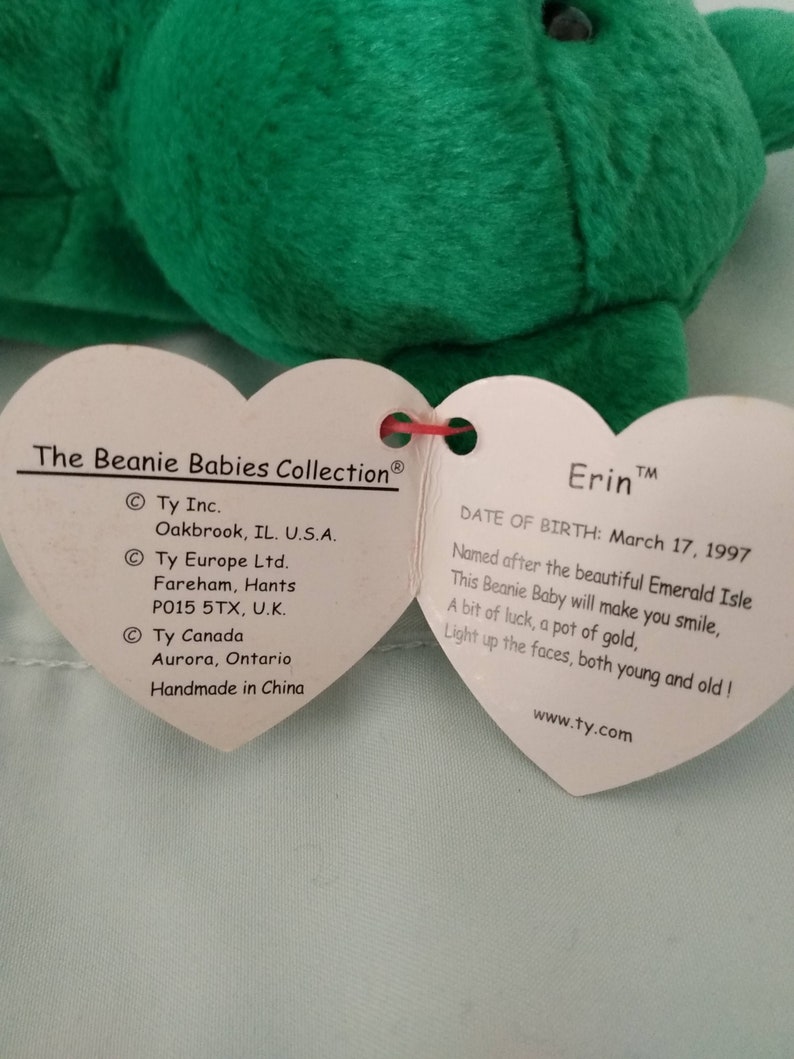 The Beanie Babies Collection®
© Ty Inc.
Oakbrook, IL. U.S.A.
© Ty Europe Ltd.
Fareham, Hants
PO15 5TX, U.K.
© Ty Canada
Aurora, Ontario
Handmade in China
Erin™
DATE OF BIRTH: March 17, 1997
Named after the beautiful Emerald Isle
This Beanie Baby will make you smile,
A bit of luck, a pot of gold,
Light up the faces, both young and old !
www.ty.com